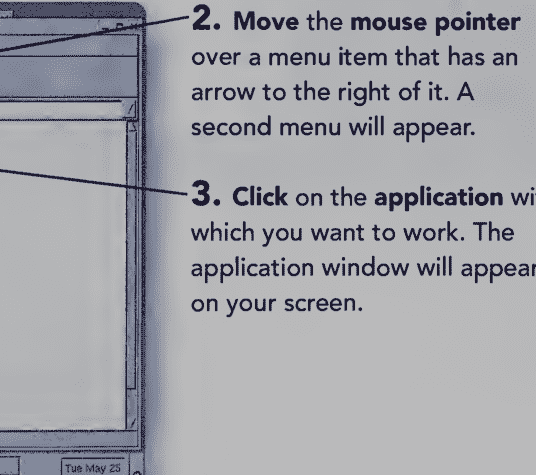 2. Move the mouse pointer
over a menu item that has an
arrow to the right of it. A
second menu will appear.
3. Click on the application wi
which you want to work. The
application window will appear
on your screen.
Tue May 25